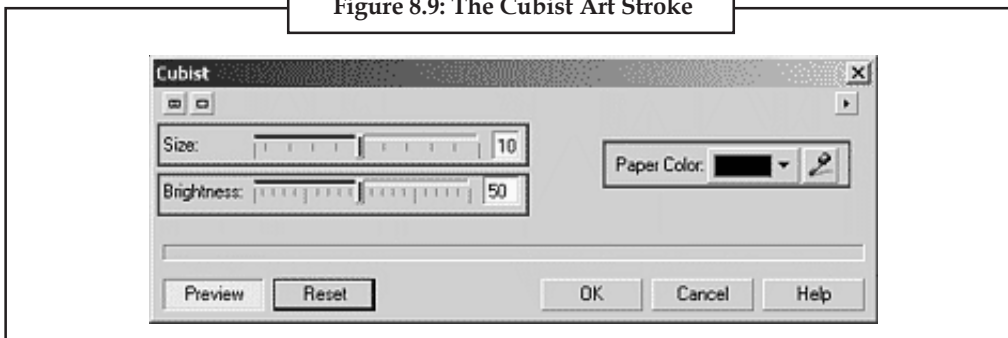 Figure 8.9: The Cubist Art Stroke
Cubist
Size: 10
Paper Color:
Brightness: 50
Preview Reset OK Cancel Help